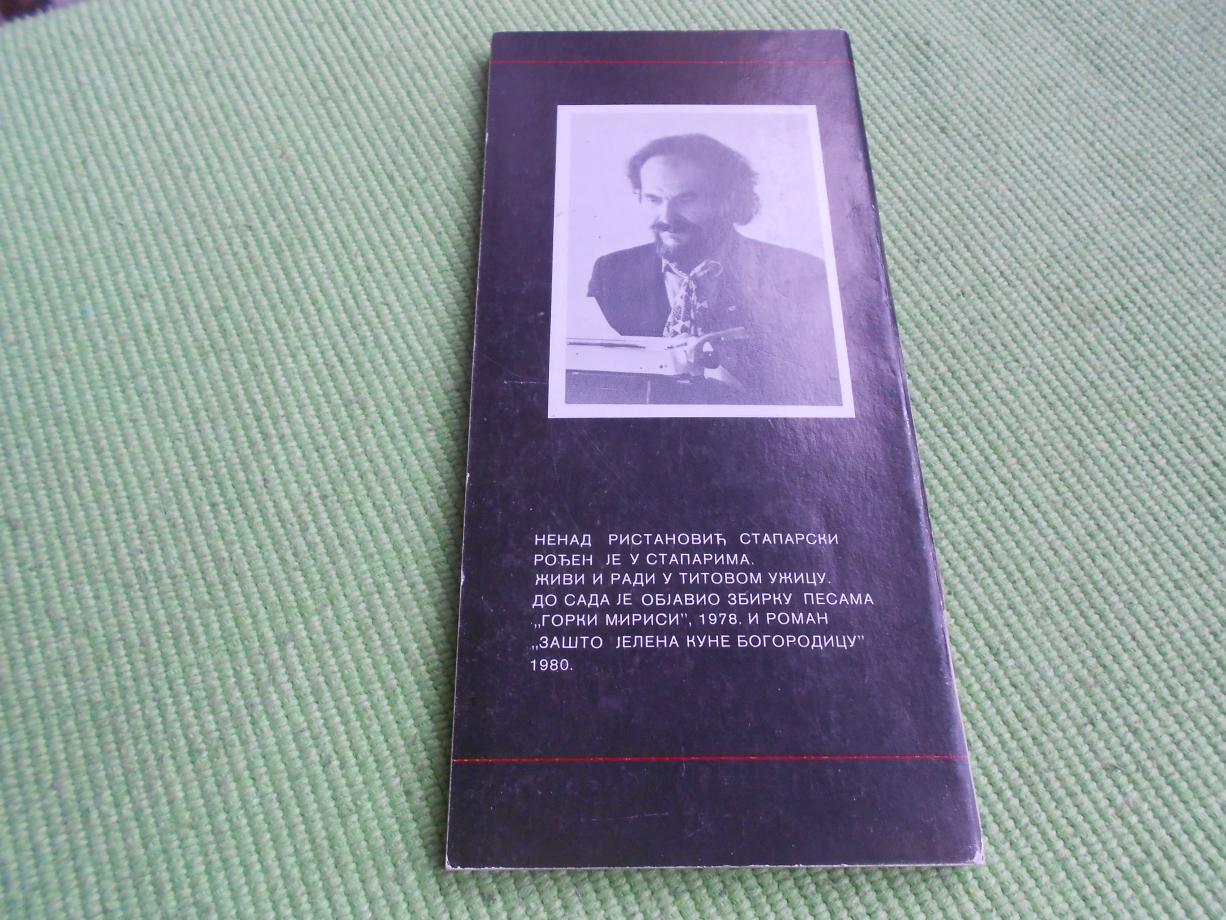 НЕНАД РИСТАНОВИЋ СТАПАРСКИ
РОЂЕН ЈЕ У СТАПАРИМА.
ЖИВИ И РАДИ У ТИТОВОМ УЖИЦУ.
ДО САДА ЈЕ ОБЈАВИО ЗБИРКУ ПЕСАМА
„ГОРКИ МИРИСИ”, 1978. И РОМАН
„ЗАШТО ЈЕЛЕНА КУНЕ БОГОРОДИЦУ”
1980.